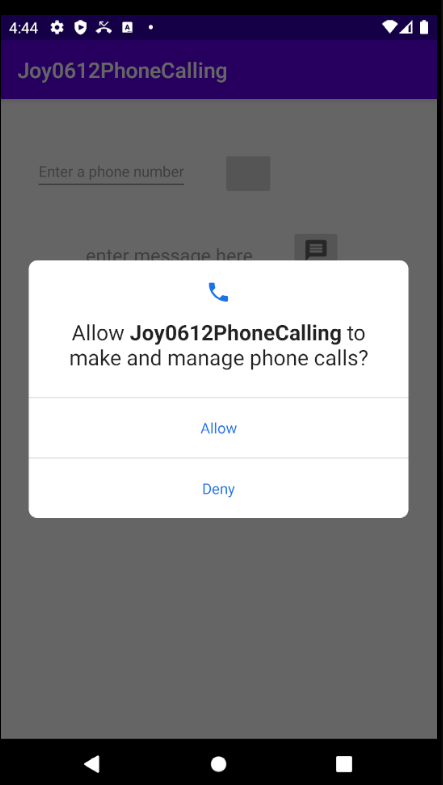 4:44
Joy0612PhoneCalling
Enter a phone number
enter message here
Allow Joy0612PhoneCalling to
make and manage phone calls?
Allow
Deny